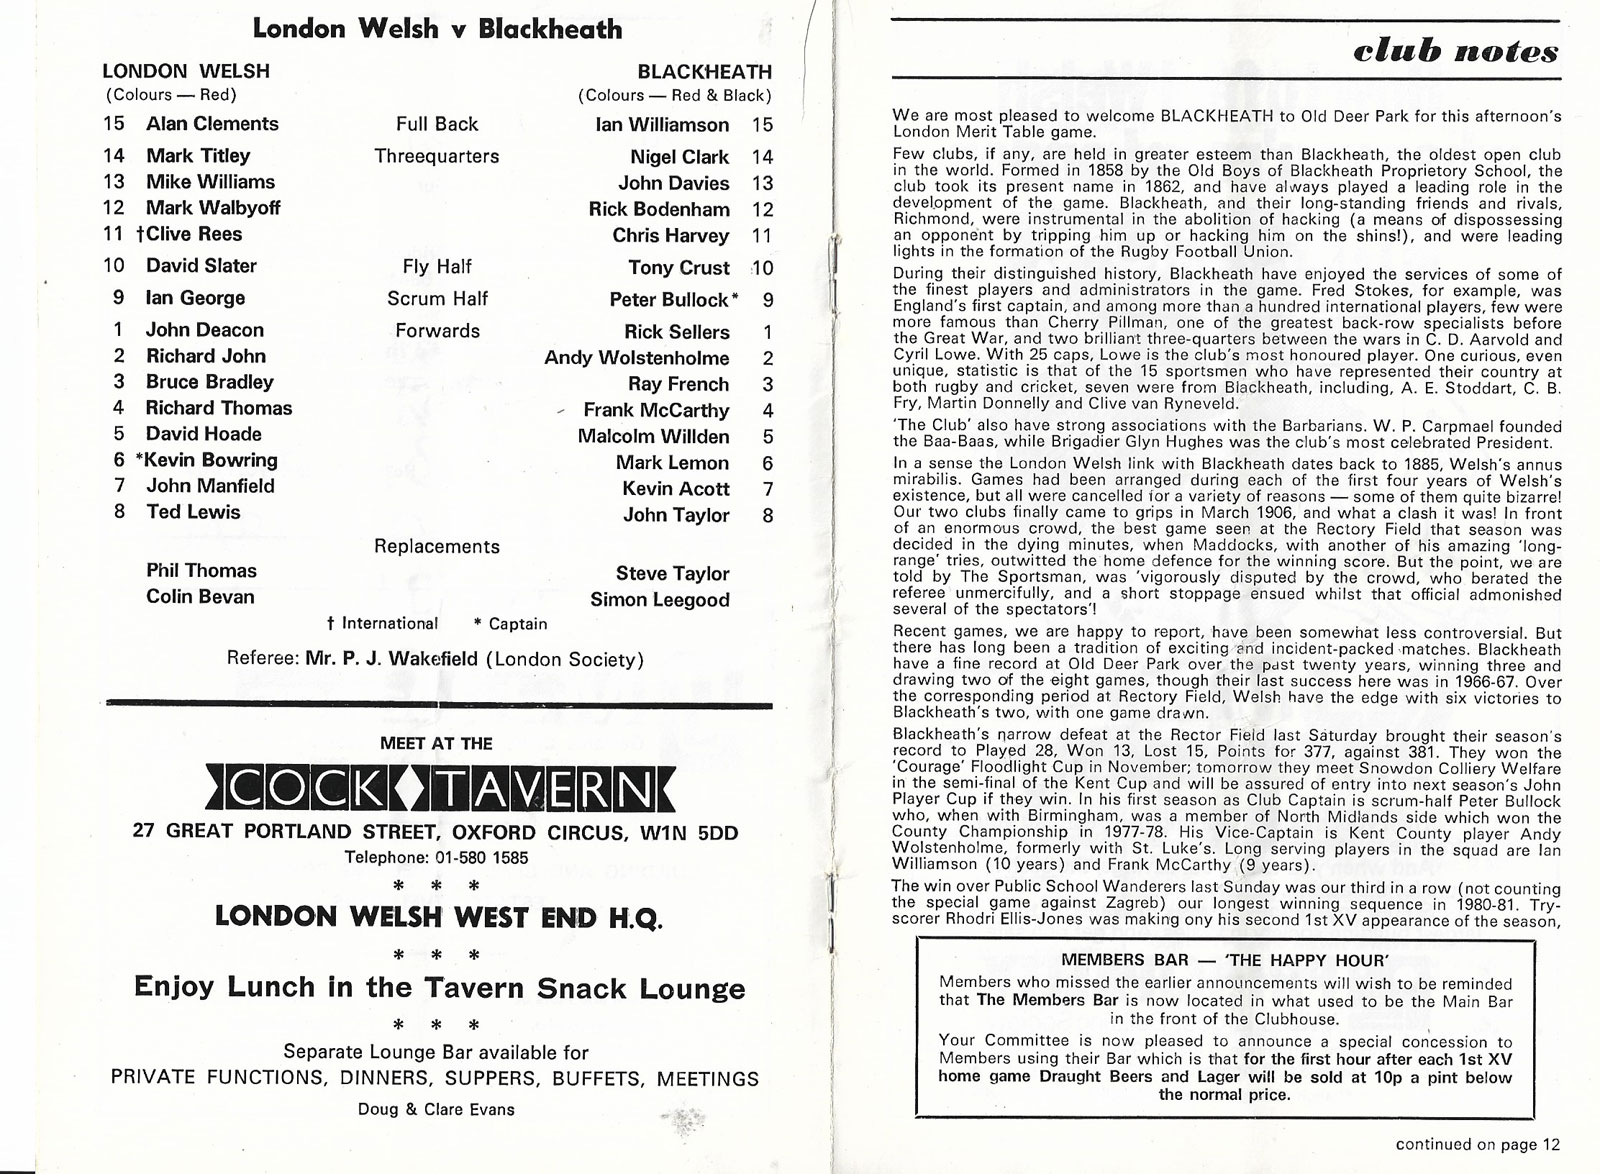 London Welsh v Blackheath
LONDON WELSH BLACKHEATH
(Colours — Red) (Colours — Red & Black)
15 Alan Clements Full Back Ian Williamson 15
14 Mark Titley Threequarters Nigel Clark 14
13 Mike Williams John Davies 13
12 Mark Walbyoff Rick Bodenham 12
11 †Clive Rees Chris Harvey 11
10 David Slater Fly Half Tony Crust 10
9 Ian George Scrum Half Peter Bullock* 9
1 John Deacon Forwards Rick Sellers 1
2 Richard John Andy Wolstenholme 2
3 Bruce Bradley Ray French 3
4 Richard Thomas Frank McCarthy 4
5 David Hoade Malcolm Willden 5
6 *Kevin Bowring Mark Lemon 6
7 John Manfield Kevin Acott 7
8 Ted Lewis John Taylor 8
Replacements
Phil Thomas Steve Taylor
Colin Bevan Simon Leegood
† International * Captain
Referee: Mr. P. J. Wakefield (London Society)
MEET AT THE
COCK TAVERN
27 GREAT PORTLAND STREET, OXFORD CIRCUS, W1N 5DD
Telephone: 01-580 1585
* * *
LONDON WELSH WEST END H.Q.
* * *
Enjoy Lunch in the Tavern Snack Lounge
* * *
Separate Lounge Bar available for
PRIVATE FUNCTIONS, DINNERS, SUPPERS, BUFFETS, MEETINGS
Doug & Clare Evans
club notes
We are most pleased to welcome BLACKHEATH to Old Deer Park for this afternoon's
London Merit Table game.
Few clubs, if any, are held in greater esteem than Blackheath, the oldest open club
in the world. Formed in 1858 by the Old Boys of Blackheath Proprietory School, the
club took its present name in 1862, and have always played a leading role in the
development of the game. Blackheath, and their long-standing friends and rivals,
Richmond, were instrumental in the abolition of hacking (a means of dispossessing
an opponent by tripping him up or hacking him on the shins!), and were leading
lights in the formation of the Rugby Football Union.
During their distinguished history, Blackheath have enjoyed the services of some of
the finest players and administrators in the game. Fred Stokes, for example, was
England's first captain, and among more than a hundred international players, few were
more famous than Cherry Pillman, one of the greatest back-row specialists before
the Great War, and two brilliant three-quarters between the wars in C. D. Aarvold and
Cyril Lowe. With 25 caps, Lowe is the club's most honoured player. One curious, even
unique, statistic is that of the 15 sportsmen who have represented their country at
both rugby and cricket, seven were from Blackheath, including, A. E. Stoddart, C. B.
Fry, Martin Donnelly and Clive van Ryneveld.
'The Club' also have strong associations with the Barbarians. W. P. Carpmael founded
the Baa-Baas, while Brigadier Glyn Hughes was the club's most celebrated President.
In a sense the London Welsh link with Blackheath dates back to 1885, Welsh's annus
mirabilis. Games had been arranged during each of the first four years of Welsh's
existence, but all were cancelled for a variety of reasons — some of them quite bizarre!
Our two clubs finally came to grips in March 1906, and what a clash it was! In front
of an enormous crowd, the best game seen at the Rectory Field that season was
decided in the dying minutes, when Maddocks, with another of his amazing 'long-
range' tries, outwitted the home defence for the winning score. But the point, we are
told by The Sportsman, was 'vigorously disputed by the crowd, who berated the
referee unmercifully, and a short stoppage ensued whilst that official admonished
several of the spectators'!
Recent games, we are happy to report, have been somewhat less controversial. But
there has long been a tradition of exciting and incident-packed matches. Blackheath
have a fine record at Old Deer Park over the past twenty years, winning three and
drawing two of the eight games, though their last success here was in 1966-67. Over
the corresponding period at Rectory Field, Welsh have the edge with six victories to
Blackheath's two, with one game drawn.
Blackheath's narrow defeat at the Rector Field last Saturday brought their season's
record to Played 28, Won 13, Lost 15, Points for 377, against 381. They won the
'Courage' Floodlight Cup in November; tomorrow they meet Snowdon Colliery Welfare
in the semi-final of the Kent Cup and will be assured of entry into next season's John
Player Cup if they win. In his first season as Club Captain is scrum-half Peter Bullock
who, when with Birmingham, was a member of North Midlands side which won the
County Championship in 1977-78. His Vice-Captain is Kent County player Andy
Wolstenholme, formerly with St. Luke's. Long serving players in the squad are Ian
Williamson (10 years) and Frank McCarthy (9 years).
The win over Public School Wanderers last Sunday was our third in a row (not counting
the special game against Zagreb) our longest winning sequence in 1980-81. Try-
scorer Rhodri Ellis-Jones was making ony his second 1st XV appearance of the season,
MEMBERS BAR — 'THE HAPPY HOUR'
Members who missed the earlier announcements will wish to be reminded
that The Members Bar is now located in what used to be the Main Bar
in the front of the Clubhouse.
Your Committee is now pleased to announce a special concession to
Members using their Bar which is that for the first hour after each 1st XV
home game Draught Beers and Lager will be sold at 10p a pint below
the normal price.
continued on page 12